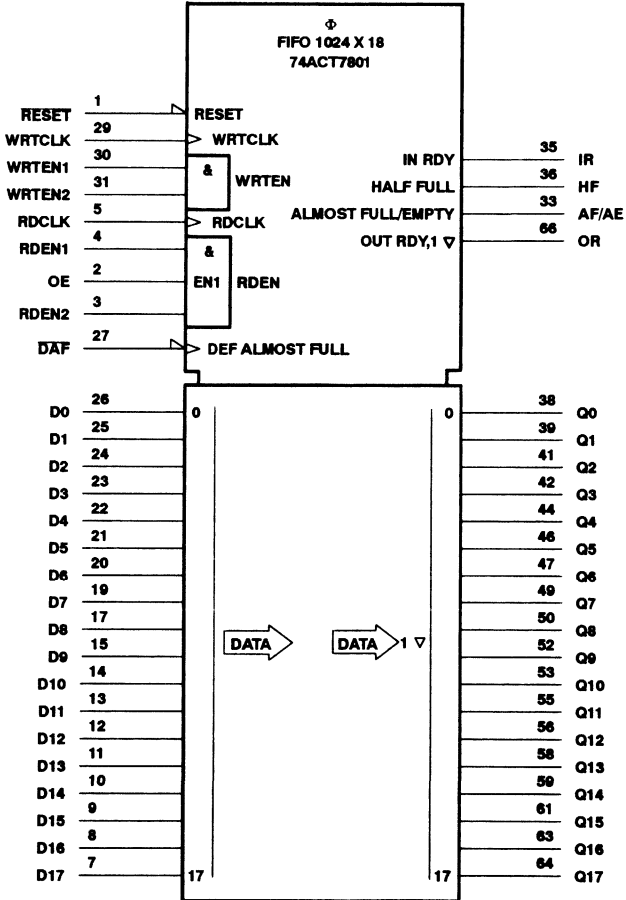 Φ
FIFO 1024 X 18
74ACT7801
RESET 1 RESET
WRTCLK 29 WRTCLK
WRTEN1 30 & WRTEN
WRTEN2 31
RDCLK 5 RDCLK
RDEN1 4 &
OE 2 EN1 RDEN
RDEN2 3
DAF 27 DEF ALMOST FULL
IN RDY 35 IR
HALF FULL 36 HF
ALMOST FULL/EMPTY 33 AF/AE
OUT RDY,1 ▽ 66 OR
D0 26 0 0 38 Q0
D1 25 39 Q1
D2 24 41 Q2
D3 23 42 Q3
D4 22 44 Q4
D5 21 46 Q5
D6 20 47 Q6
D7 19 49 Q7
D8 17 50 Q8
DATA DATA 1 ▽
D9 15 52 Q9
D10 14 53 Q10
D11 13 55 Q11
D12 12 56 Q12
D13 11 58 Q13
D14 10 59 Q14
D15 9 61 Q15
D16 8 63 Q16
D17 7 17 17 64 Q17